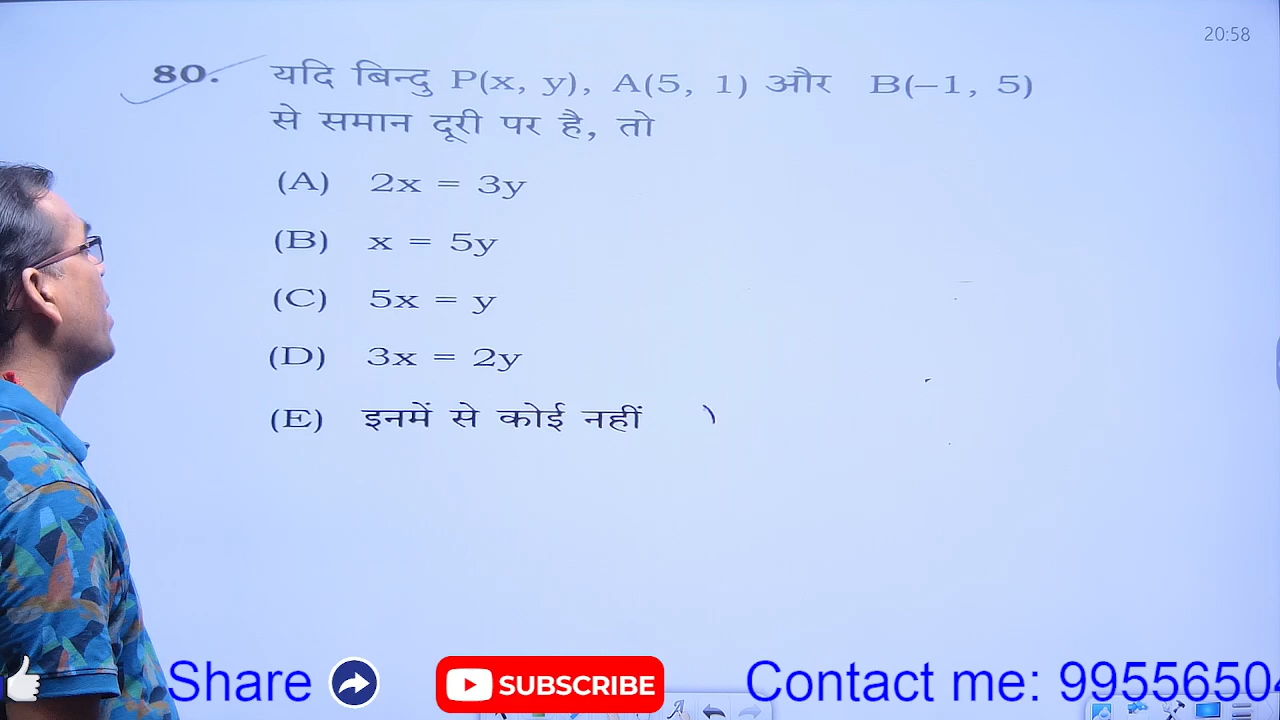 20:58
80. यदि बिन्दु P(x, y), A(5, 1) और B(–1, 5)
से समान दूरी पर है, तो
(A) 2x = 3y
(B) x = 5y
(C) 5x = y
(D) 3x = 2y
(E) इनमें से कोई नहीं
Share SUBSCRIBE Contact me: 99556504